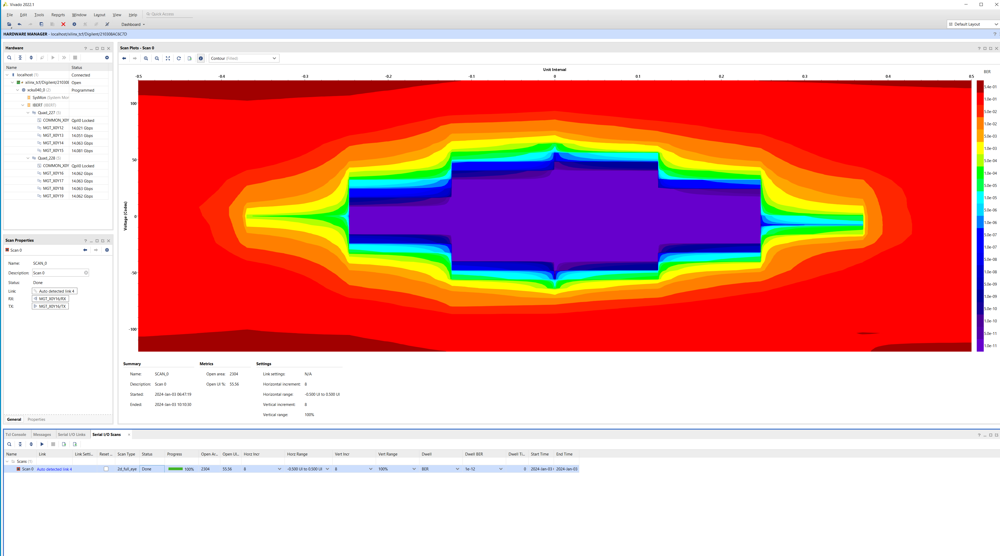 Vivado 2022.1
File Edit Tools Reports Window Layout View Help Quick Access
Dashboard
Default Layout
HARDWARE MANAGER - localhost/xilinx_tcf/Digilent/210308AC6C7D
Hardware
Name Status
localhost (1) Connected
xilinx_tcf/Digilent/210308 Open
xcku040_0 (2) Programmed
SysMon (System Mor
IBERT (IBERT)
Quad_227 (5)
COMMON_X0Y Qpll0 Locked
MGT_X0Y12 14.021 Gbps
MGT_X0Y13 14.051 Gbps
MGT_X0Y14 14.063 Gbps
MGT_X0Y15 14.081 Gbps
Quad_228 (5)
COMMON_X0Y Qpll0 Locked
MGT_X0Y16 14.062 Gbps
MGT_X0Y17 14.063 Gbps
MGT_X0Y18 14.063 Gbps
MGT_X0Y19 14.062 Gbps
Scan Properties
Scan 0
Name: SCAN_0
Description: Scan 0
Status: Done
Link: Auto detected link 4
RX: MGT_X0Y16/RX
TX: MGT_X0Y16/TX
General Properties
Scan Plots - Scan 0
Contour (Filled)
Unit Interval
-0.5 -0.4 -0.3 -0.2 -0.1 0 0.1 0.2 0.3 0.4 0.5
Voltage (Codes)
100
50
0
-50
-100
BER
5.4e-01
1.0e-01
5.0e-02
1.0e-02
5.0e-03
1.0e-03
5.0e-04
1.0e-04
5.0e-05
1.0e-05
5.0e-06
1.0e-06
5.0e-07
1.0e-07
5.0e-08
1.0e-08
5.0e-09
1.0e-09
5.0e-10
1.0e-10
5.0e-11
1.0e-11
Summary
Name: SCAN_0
Description: Scan 0
Started: 2024-Jan-03 06:47:19
Ended: 2024-Jan-03 10:10:30
Metrics
Open area: 2304
Open UI %: 55.56
Settings
Link settings: N/A
Horizontal increment: 8
Horizontal range: -0.500 UI to 0.500 UI
Vertical increment: 8
Vertical range: 100%
Tcl Console Messages Serial I/O Links Serial I/O Scans
Name Link Link Setti... Reset ... Scan Type Status Progress Open Ar... Open UI... Horz Incr Horz Range Vert Incr Vert Range Dwell Dwell BER Dwell Ti... Start Time End Time
Scans (1)
Scan 0 Auto detected link 4 2d_full_eye Done 100% 2304 55.56 8 -0.500 UI to 0.500 UI 8 100% BER 1e-12 0 2024-Jan-03 2024-Jan-03